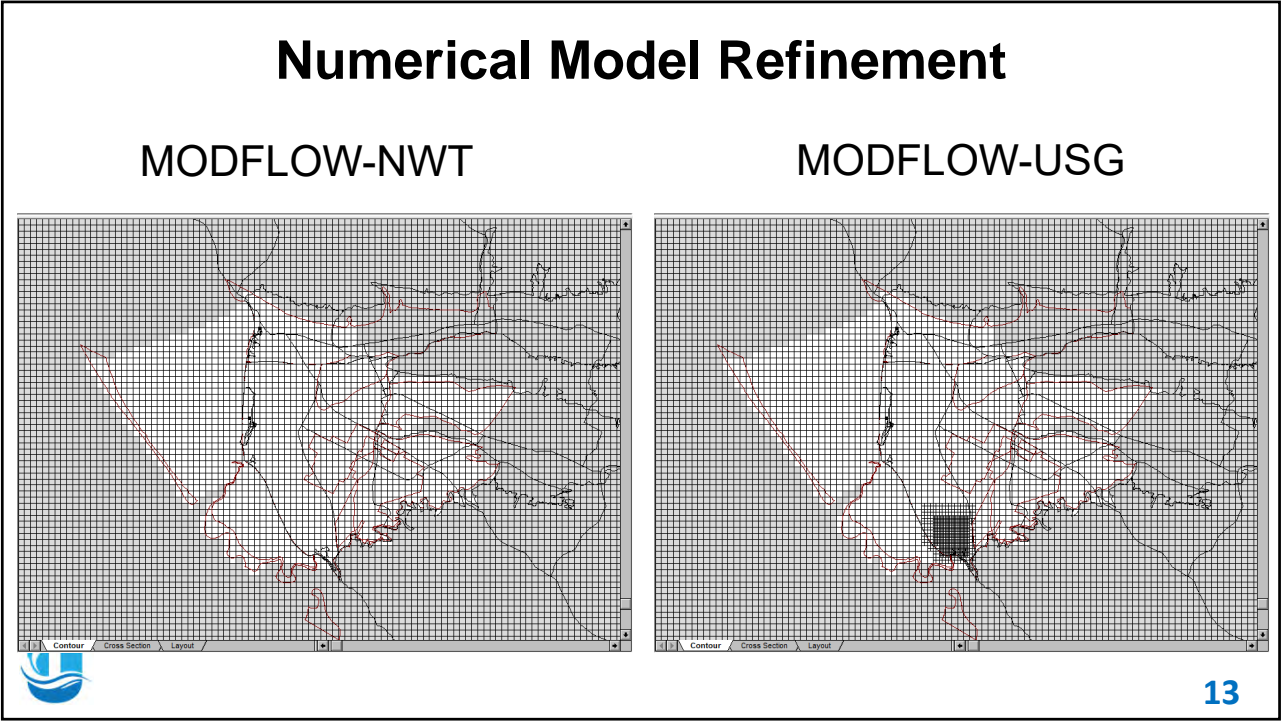 Numerical Model Refinement
MODFLOW-NWT
MODFLOW-USG
Contour Cross Section Layout
Contour Cross Section Layout
13